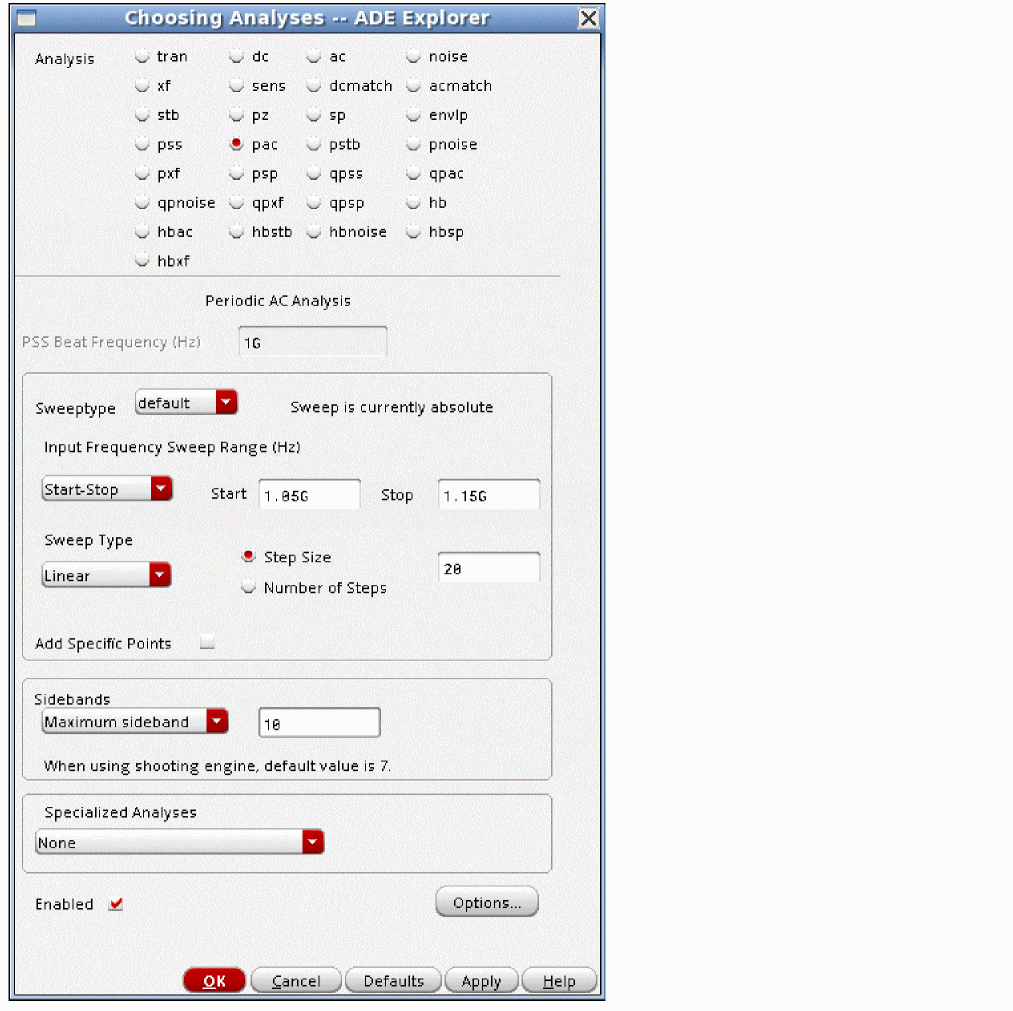 Choosing Analyses -- ADE Explorer
Analysis tran dc ac noise
xf sens dcmatch acmatch
stb pz sp envlp
pss pac pstb pnoise
pxf psp qpss qpac
qpnoise qpxf qpsp hb
hbac hbstb hbnoise hbsp
hbxf
Periodic AC Analysis
PSS Beat Frequency (Hz) 1G
Sweeptype default Sweep is currently absolute
Input Frequency Sweep Range (Hz)
Start-Stop Start 1.05G Stop 1.15G
Sweep Type
Linear
Step Size
Number of Steps
20
Add Specific Points
Sidebands
Maximum sideband 10
When using shooting engine, default value is 7.
Specialized Analyses
None
Enabled Options...
OK Cancel Defaults Apply Help